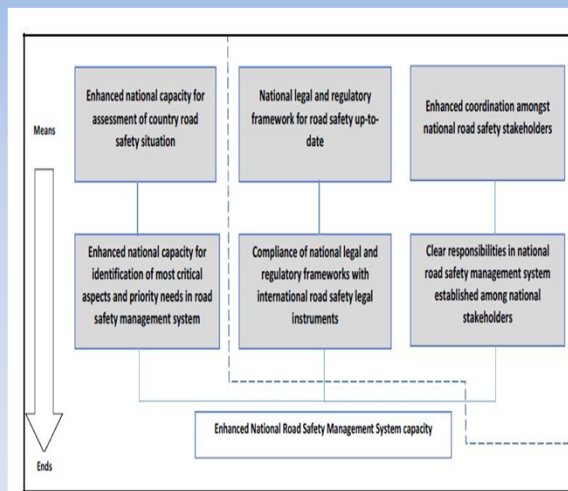 Enhanced national capacity for
assessment of country road
safety situation
National legal and regulatory
framework for road safety up-to-
date
Enhanced coordination amongst
national road safety stakeholders
Means
Enhanced national capacity for
identification of most critical
aspects and priority needs in road
safety management system
Compliance of national legal and
regulatory frameworks with
international road safety legal
instruments
Clear responsibilities in national
road safety management system
established among national
stakeholders
Enhanced National Road Safety Management System capacity
Ends